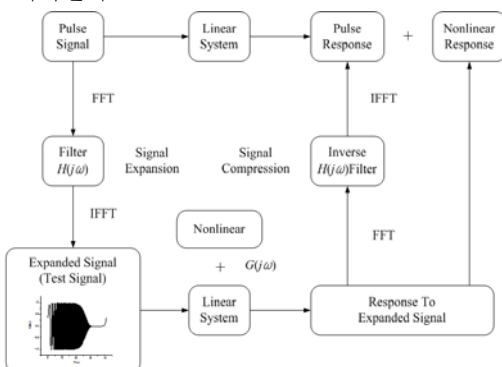 Pulse
Signal
Linear
System
Pulse
Response
+
Nonlinear
Response
FFT
IFFT
Filter
H(jω)
Signal
Expansion
Signal
Compression
Inverse
H(jω)Filter
IFFT
Nonlinear
FFT
+ G(jω)
Expanded Signal
(Test Signal)
Linear
System
Response To
Expanded Signal